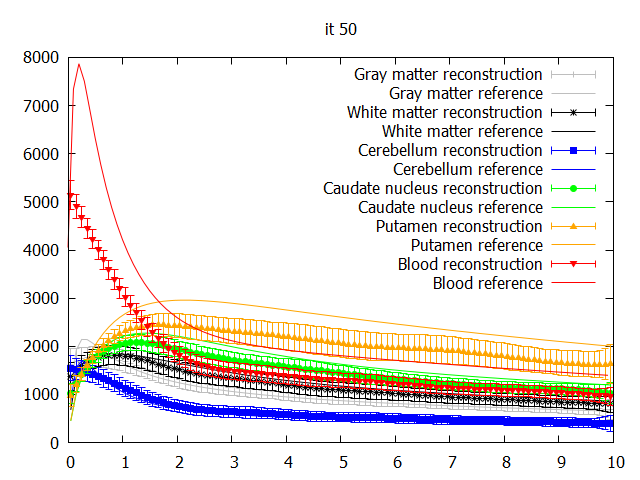 it 50
8000
7000
6000
5000
4000
3000
2000
1000
0
Gray matter reconstruction
Gray matter reference
White matter reconstruction
White matter reference
Cerebellum reconstruction
Cerebellum reference
Caudate nucleus reconstruction
Caudate nucleus reference
Putamen reconstruction
Putamen reference
Blood reconstruction
Blood reference
0 1 2 3 4 5 6 7 8 9 10